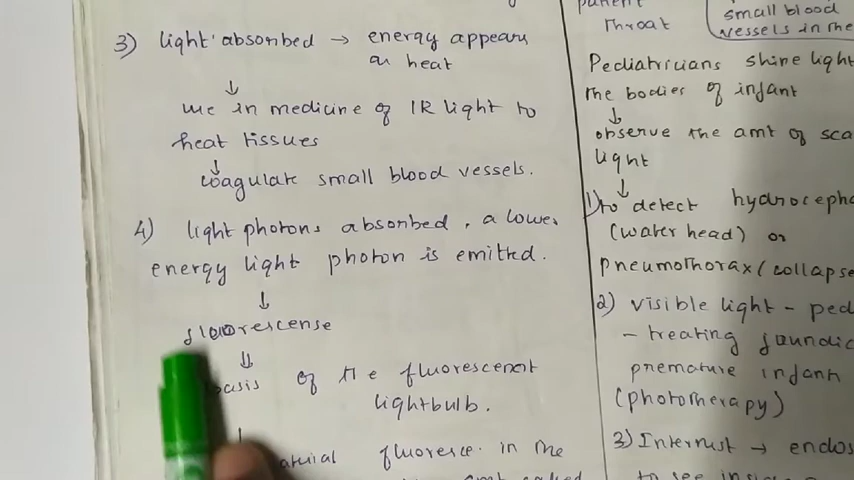 3) light absorbed → energy appears
as heat
↓
use in medicine of IR light to
heat tissues
↓
coagulate small blood vessels.
4) light photons absorbed, a lower
energy light photon is emitted.
↓
fluorescense
↓
basis of the fluorescent
lightbulb.
↓
fluoresce. in the
patient
Throat
small blood
vessels in the
Pediatricians shine light
the bodies of infant
↓
observe the amt of sca
light
↓
1) to detect hydroceph
(water head) or
pneumothorax (collapse
2) visible light - ped
- treating Jaundic
premature infant
(phototherapy)
3) Internist → endos
to see